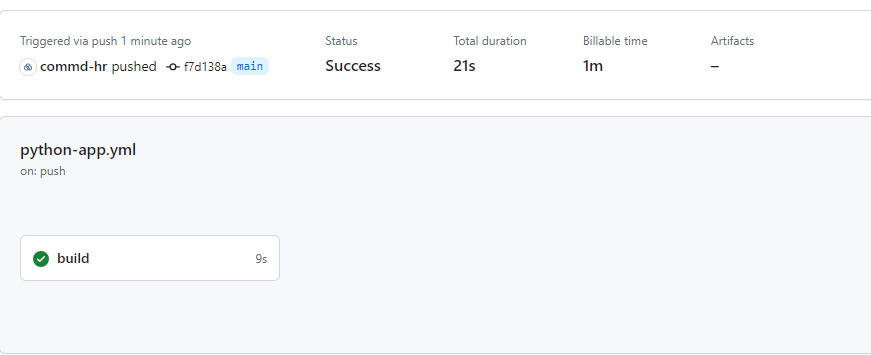 Triggered via push 1 minute ago
commd-hr pushed f7d138a main
Status
Success
Total duration
21s
Billable time
1m
Artifacts
–
python-app.yml
on: push
build 9s